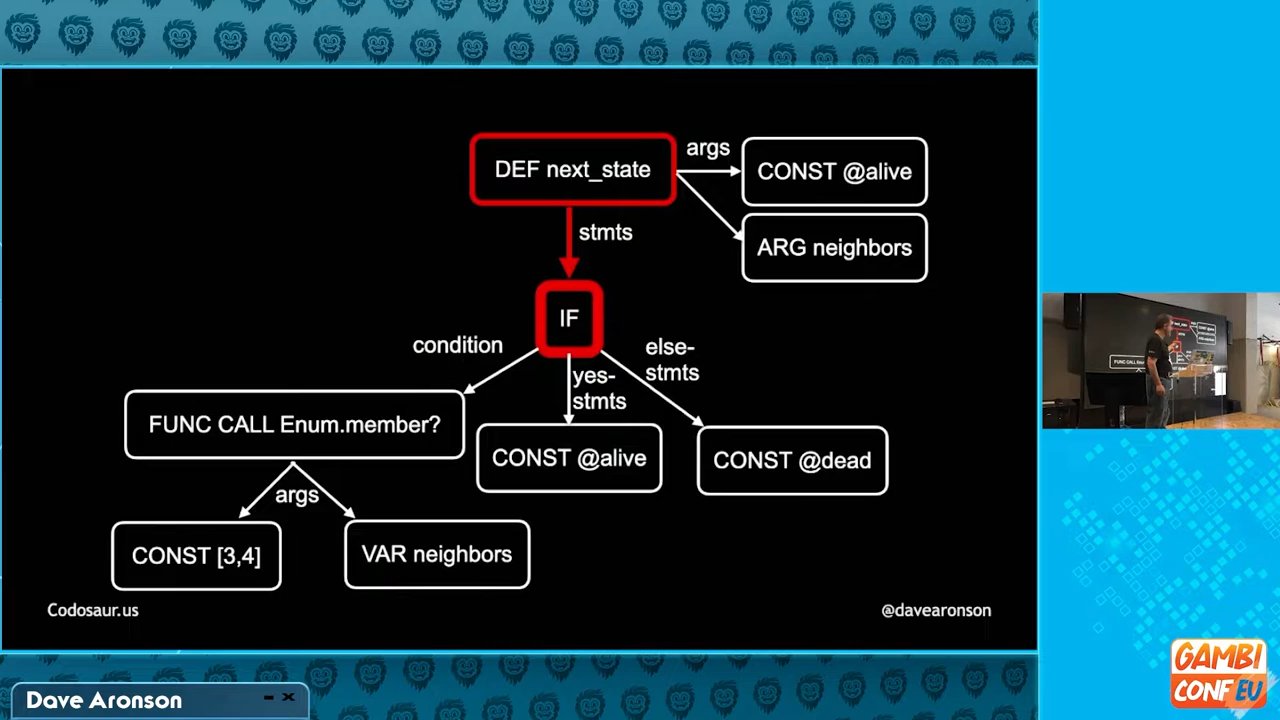 DEF next_state
args
CONST @alive
ARG neighbors
stmts
IF
condition
yes-
stmts
else-
stmts
FUNC CALL Enum.member?
CONST @alive
CONST @dead
args
CONST [3,4]
VAR neighbors
Codosaur.us
@davearonson
Dave Aronson
GAMBI
CONF EU